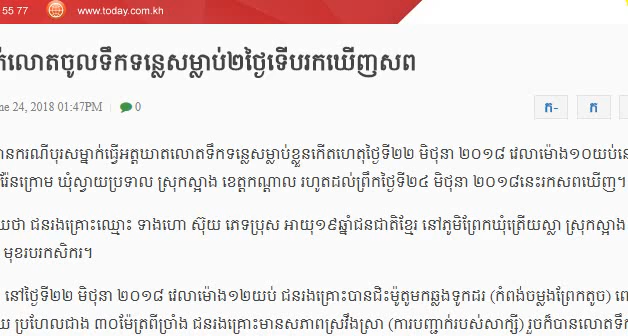 55 77 www.today.com.kh
លោតចូលទឹកទន្លេសម្លាប់២ថ្ងៃទើបរកឃើញសព
ne 24, 2018 01:47PM 0 ក- ក
នករណីបុរសម្នាក់ធ្វើអត្តឃាតលោតទឹកទន្លេសម្លាប់ខ្លួនកើតហេតុថ្ងៃទី២២ មិថុនា ២០១៨ វេលាម៉ោង១០យប់
រ៉ែនក្រោម ឃុំស្វាយប្រទាល ស្រុកស្អាង ខេត្តកណ្តាល រហូតដល់ព្រឹកថ្ងៃទី២៤ មិថុនា ២០១៨នេះរកសពឃើញ។
យថា ជនរងគ្រោះឈ្មោះ ទាងហោ ស៊ុយ ភេទប្រុស អាយុ១៩ឆ្នាំជនជាតិខ្មែរ នៅភូមិព្រែកឃុំត្រើយស្លា ស្រុកស្អាង
មុខរបរកសិករ។
នៅថ្ងៃទី២២ មិថុនា ២០១៨ វេលាម៉ោង១២យប់ ជនរងគ្រោះបានជិះម៉ូតូមកឆ្លងទូកដរ (កំពង់ចម្លងព្រែកតូច)
ប្រហែលជាង ៣០ម៉ែត្រពីច្រាំង ជនរងគ្រោះមានសភាពស្រវឹងស្រា (ការបញ្ជាក់របស់សាក្សី) រួចក៏បានលោតទឹក